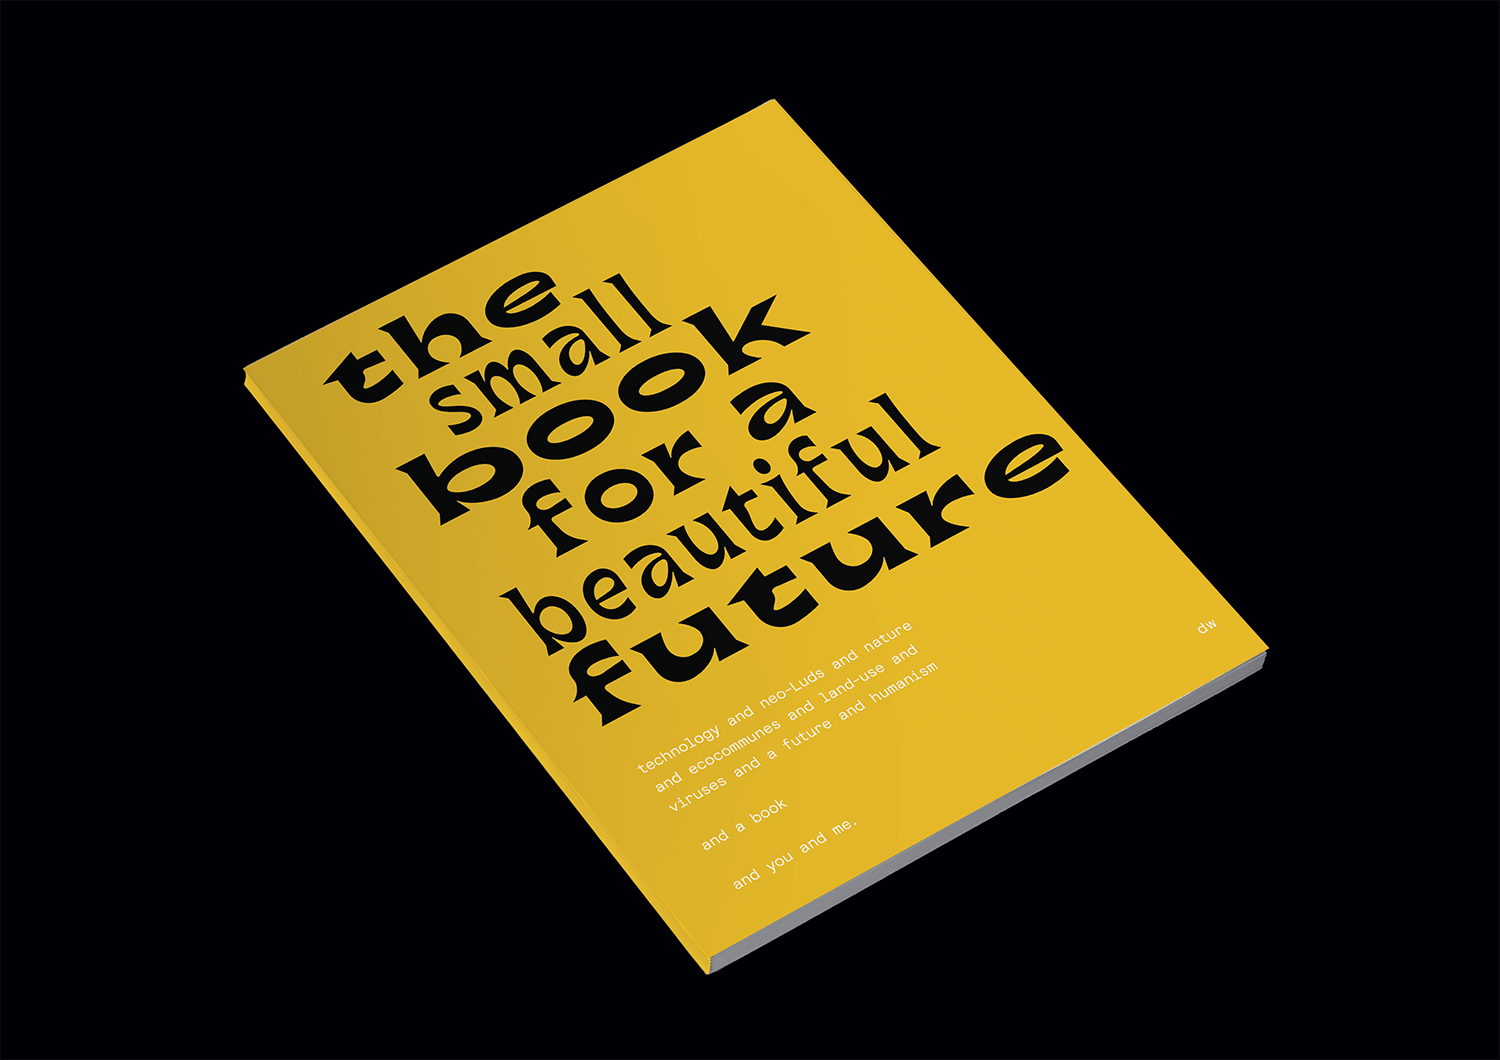 the
small
book
for a
beautiful
future
technology and neo-Luds and nature
and ecocommunes and land-use and
viruses and a future and humanism
and a book
and you and me.
dw